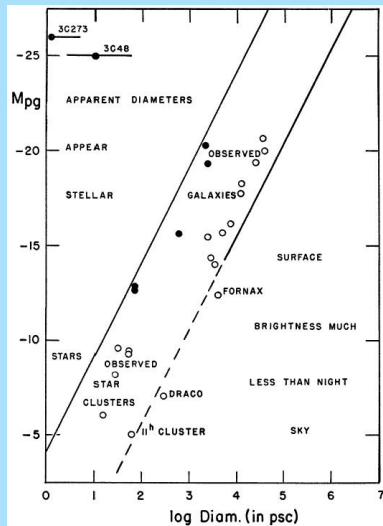 3C273
-25
3C48
Mpg
APPARENT DIAMETERS
-20
APPEAR
OBSERVED
STELLAR
GALAXIES
-15
SURFACE
FORNAX
BRIGHTNESS MUCH
-10
STARS
OBSERVED
STAR
DRACO
LESS THAN NIGHT
CLUSTERS
-5
11h CLUSTER
SKY
0 1 2 3 4 5 6 7
log Diam. (in psc)